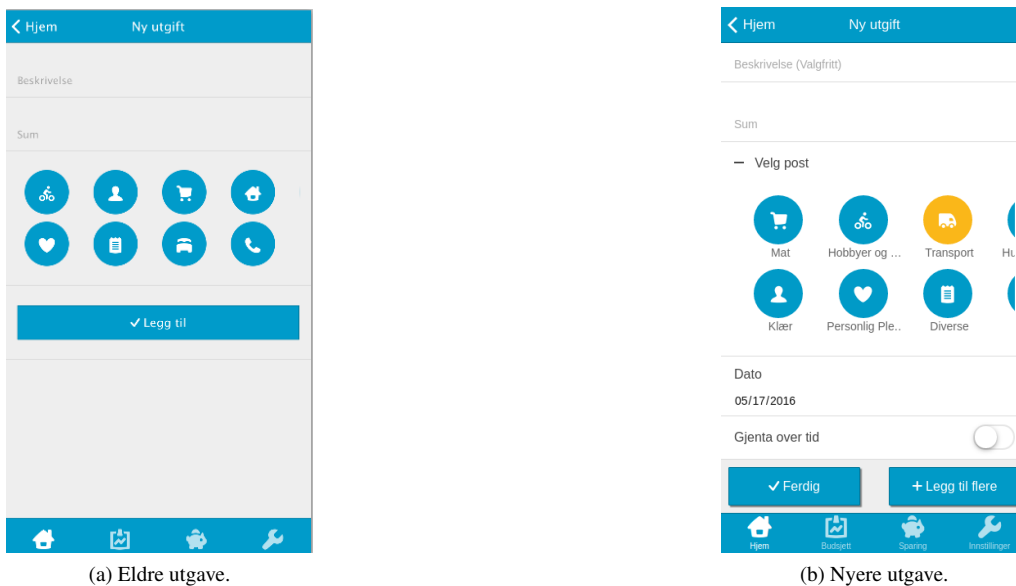 Hjem Ny utgift
Beskrivelse
Sum
Legg til
(a) Eldre utgave.
Hjem Ny utgift
Beskrivelse (Valgfritt)
Sum
Velg post
Mat Hobbyer og ... Transport Hu
Klær Personlig Ple.. Diverse
Dato
05/17/2016
Gjenta over tid
Ferdig + Legg til flere
Hjem Budsjett Sparing Innstillinger
(b) Nyere utgave.